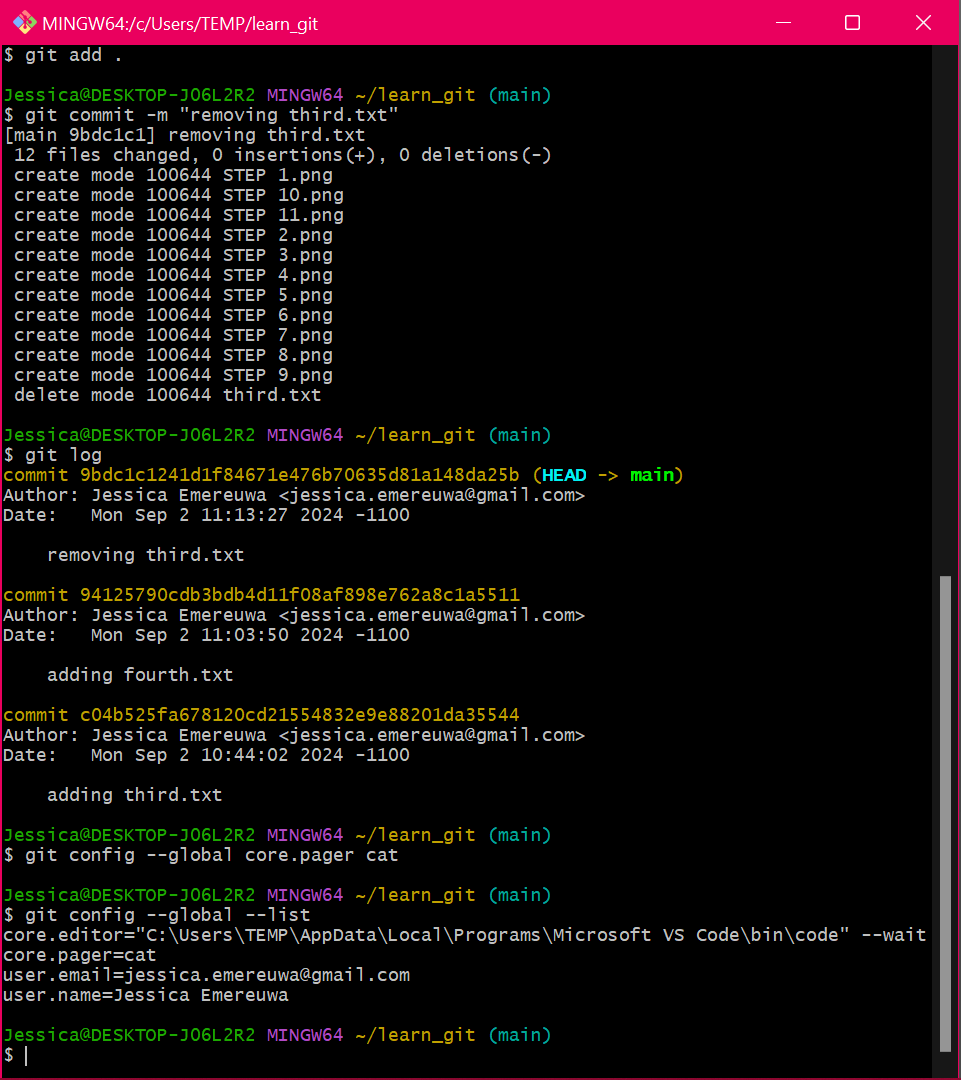 MINGW64:/c/Users/TEMP/learn_git
$ git add .
Jessica@DESKTOP-J06L2R2 MINGW64 ~/learn_git (main)
$ git commit -m "removing third.txt"
[main 9bdc1c1] removing third.txt
 12 files changed, 0 insertions(+), 0 deletions(-)
 create mode 100644 STEP 1.png
 create mode 100644 STEP 10.png
 create mode 100644 STEP 11.png
 create mode 100644 STEP 2.png
 create mode 100644 STEP 3.png
 create mode 100644 STEP 4.png
 create mode 100644 STEP 5.png
 create mode 100644 STEP 6.png
 create mode 100644 STEP 7.png
 create mode 100644 STEP 8.png
 create mode 100644 STEP 9.png
 delete mode 100644 third.txt
Jessica@DESKTOP-J06L2R2 MINGW64 ~/learn_git (main)
$ git log
commit 9bdc1c1241d1f84671e476b70635d81a148da25b (HEAD -> main)
Author: Jessica Emereuwa <jessica.emereuwa@gmail.com>
Date:   Mon Sep 2 11:13:27 2024 -1100
    removing third.txt
commit 94125790cdb3bdb4d11f08af898e762a8c1a5511
Author: Jessica Emereuwa <jessica.emereuwa@gmail.com>
Date:   Mon Sep 2 11:03:50 2024 -1100
    adding fourth.txt
commit c04b525fa678120cd21554832e9e88201da35544
Author: Jessica Emereuwa <jessica.emereuwa@gmail.com>
Date:   Mon Sep 2 10:44:02 2024 -1100
    adding third.txt
Jessica@DESKTOP-J06L2R2 MINGW64 ~/learn_git (main)
$ git config --global core.pager cat
Jessica@DESKTOP-J06L2R2 MINGW64 ~/learn_git (main)
$ git config --global --list
core.editor="C:\Users\TEMP\AppData\Local\Programs\Microsoft VS Code\bin\code" --wait
core.pager=cat
user.email=jessica.emereuwa@gmail.com
user.name=Jessica Emereuwa
Jessica@DESKTOP-J06L2R2 MINGW64 ~/learn_git (main)
$